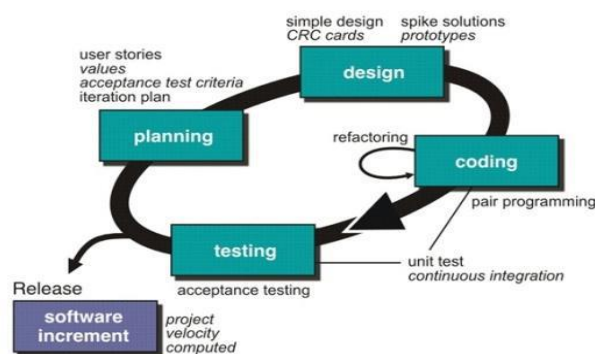 simple design
CRC cards
spike solutions
prototypes
design
user stories
values
acceptance test criteria
iteration plan
planning
refactoring
coding
pair programming
testing
unit test
continuous integration
acceptance testing
Release
software
increment
project
velocity
computed